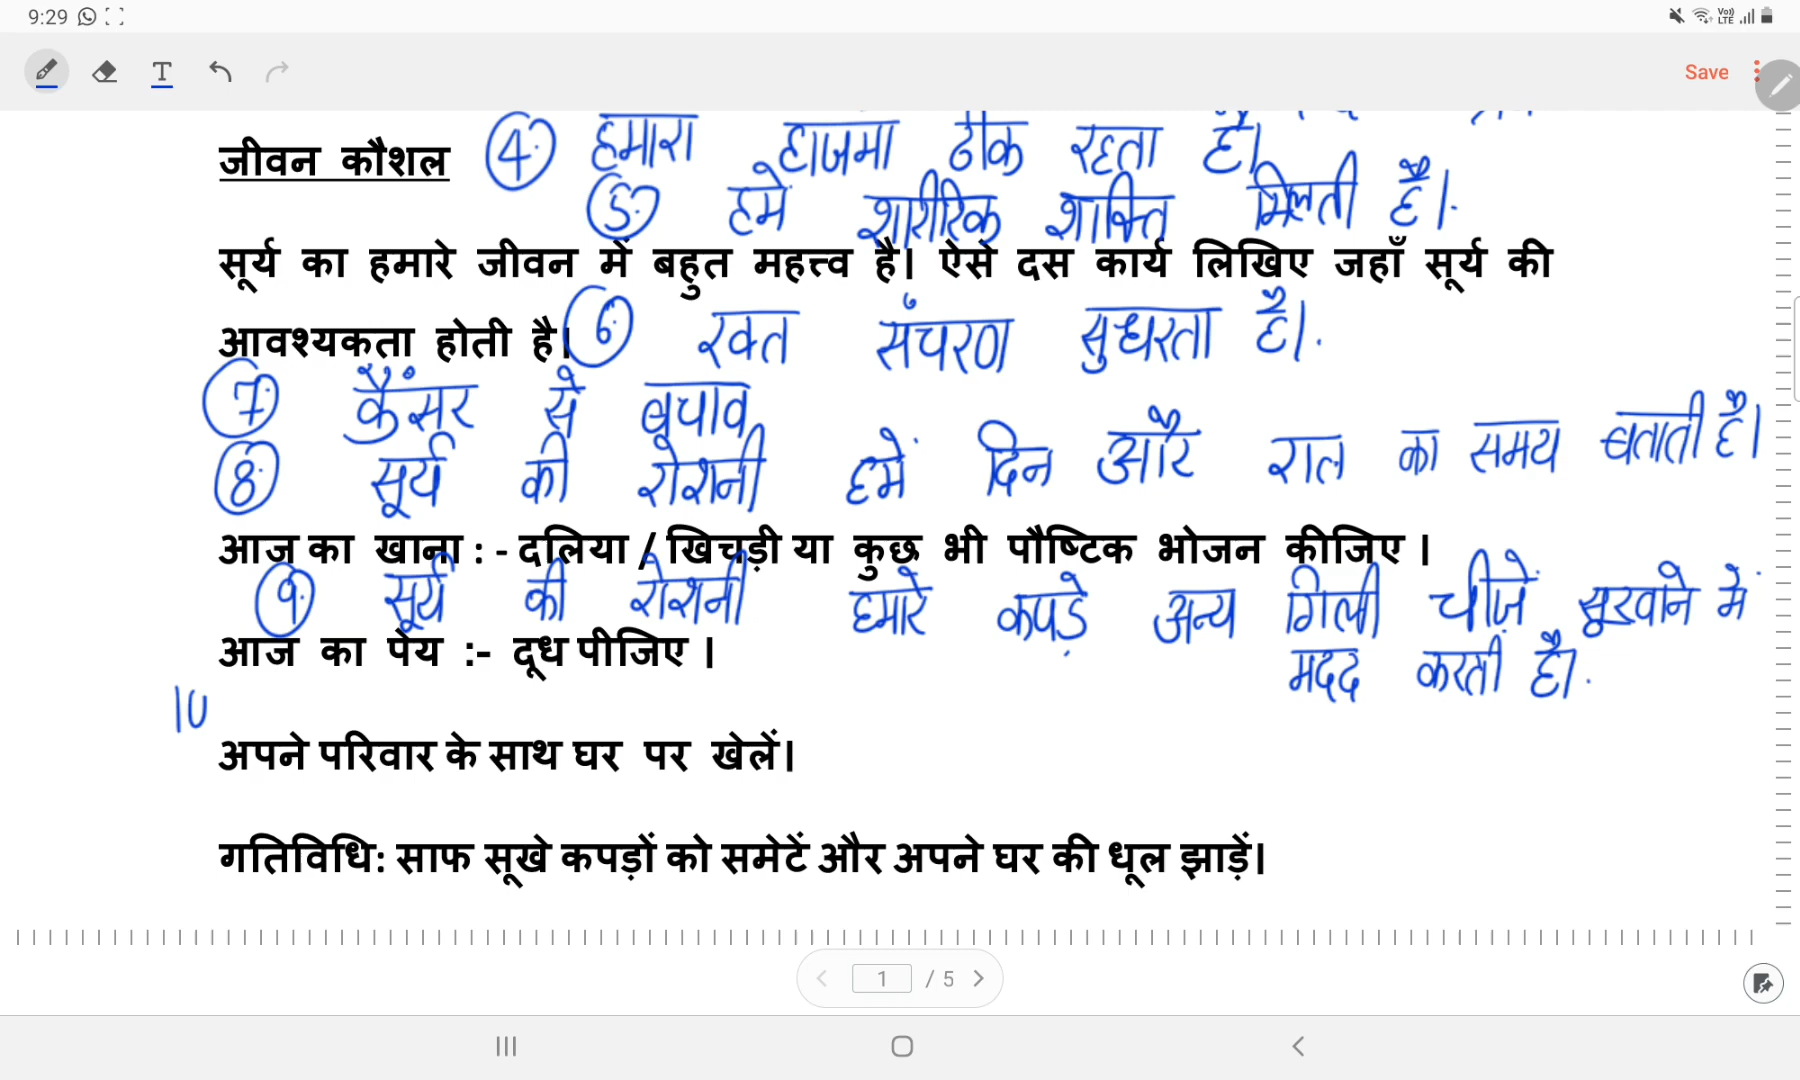 9:29
Save
जीवन कौशल
④ हमारा हाजमा ठीक रहता है।
⑤ हमे शारीरिक शक्ति मिलती है।
सूर्य का हमारे जीवन में बहुत महत्त्व है। ऐसे दस कार्य लिखिए जहाँ सूर्य की
आवश्यकता होती है।
⑥ रक्त संचरण सुधरता है।
⑦ कैंसर से बचाव
⑧ सूर्य की रोशनी हमें दिन और रात का समय बताती है।
आज का खाना : - दलिया / खिचड़ी या कुछ भी पौष्टिक भोजन कीजिए ।
⑨ सूर्य की रोशनी हमारे कपड़े अन्य गिली चीज़ें सूखाने में
मदद करती है।
आज का पेय :- दूध पीजिए ।
10
अपने परिवार के साथ घर पर खेलें।
गतिविधि: साफ सूखे कपड़ों को समेटें और अपने घर की धूल झाड़ें।
1 / 5